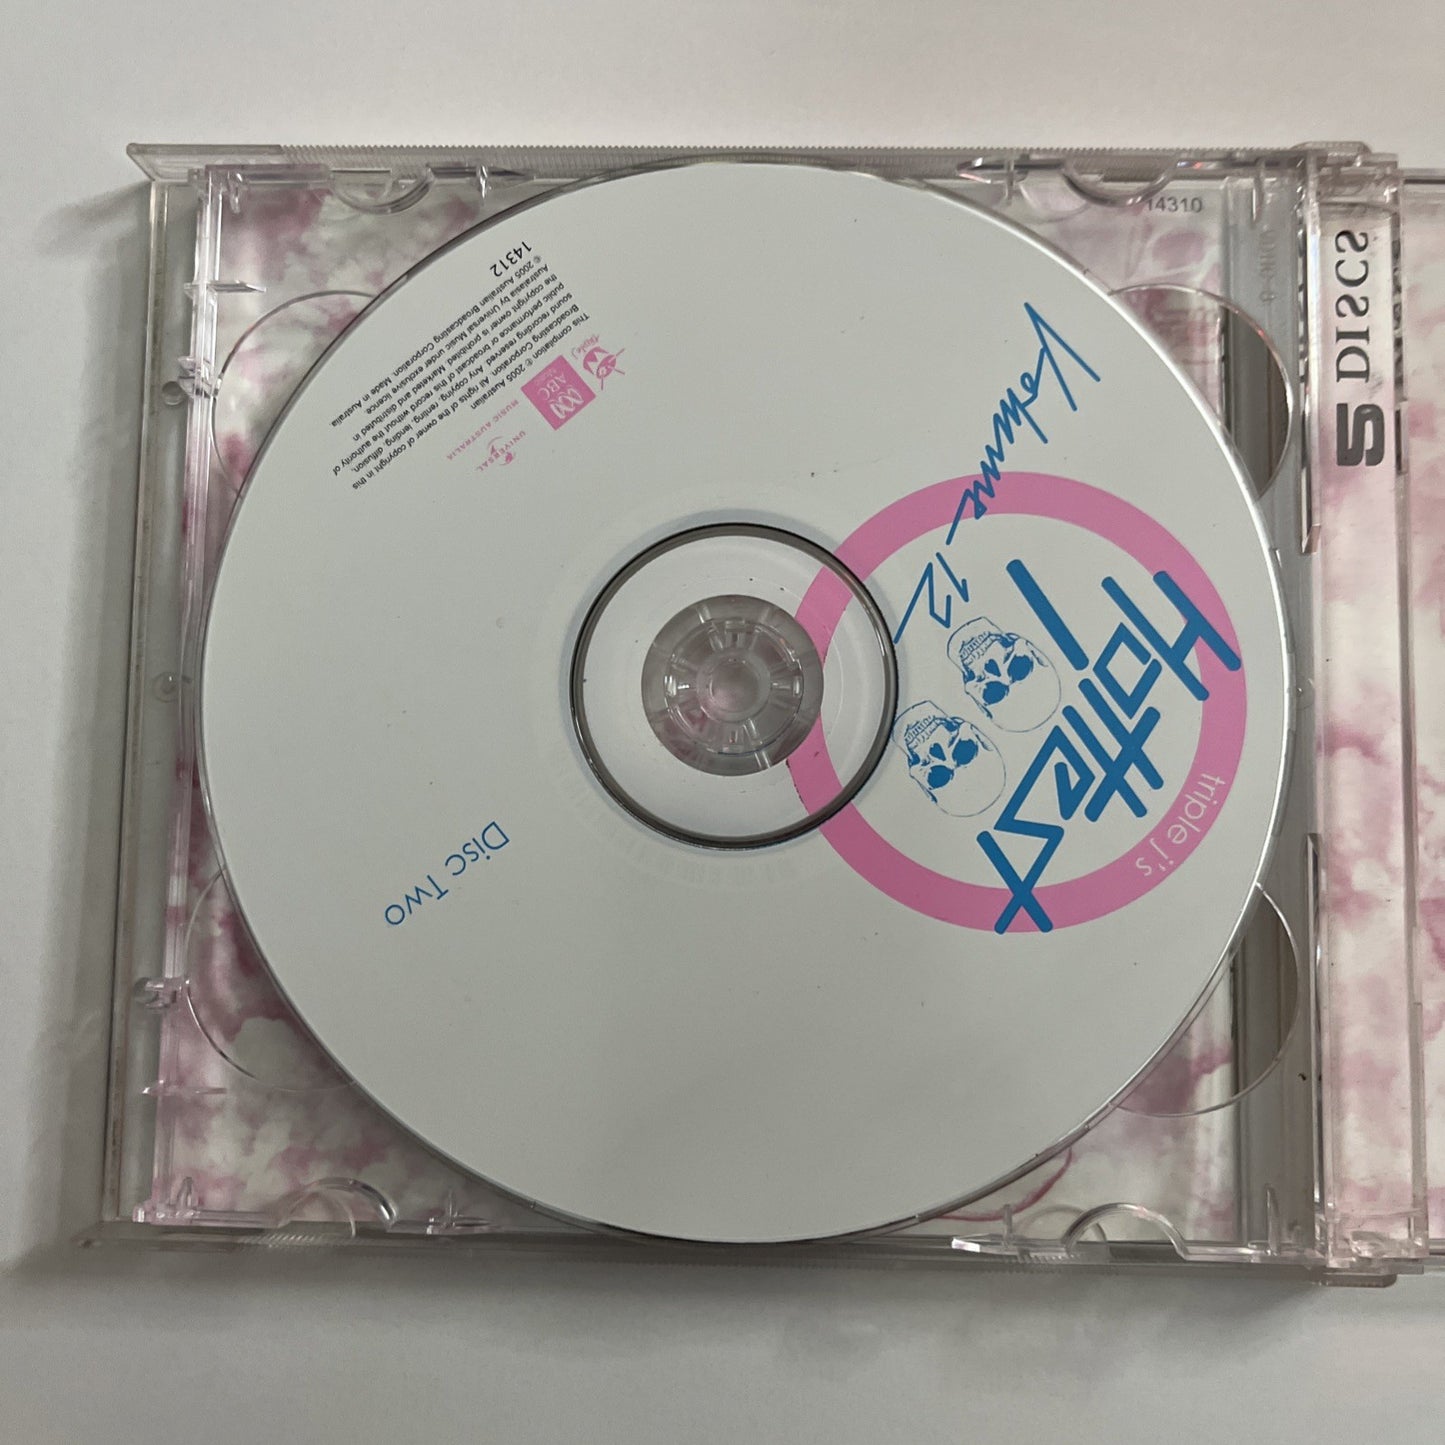 triple j's
Hottest
1
Volume 12
Disc Two
triple j
ABC
Music
UNIVERSAL
MUSIC AUSTRALIA
This compilation ℗ 2005 Australian
Broadcasting Corporation. All rights of the owner of copyright in this
sound recording reserved. Any copying, renting, lending, diffusion,
public performance or broadcast of this record without the authority of
the copyright owner is prohibited. Marketed and distributed in
Australasia by Universal Music under exclusive licence.
© 2005 Australian Broadcasting Corporation. Made in Australia
14312
14310
2 DISCS